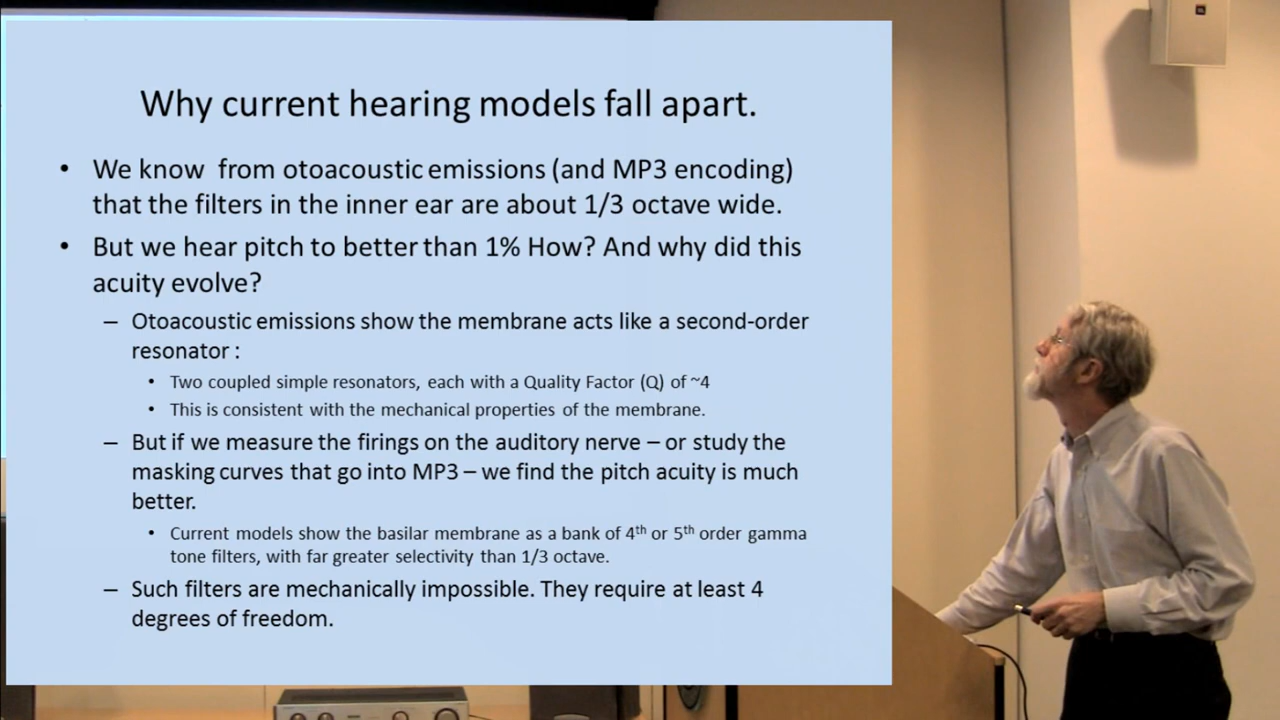 Why current hearing models fall apart.
• We know from otoacoustic emissions (and MP3 encoding)
that the filters in the inner ear are about 1/3 octave wide.
• But we hear pitch to better than 1% How? And why did this
acuity evolve?
– Otoacoustic emissions show the membrane acts like a second-order
resonator :
• Two coupled simple resonators, each with a Quality Factor (Q) of ~4
• This is consistent with the mechanical properties of the membrane.
– But if we measure the firings on the auditory nerve – or study the
masking curves that go into MP3 – we find the pitch acuity is much
better.
• Current models show the basilar membrane as a bank of 4th or 5th order gamma
tone filters, with far greater selectivity than 1/3 octave.
– Such filters are mechanically impossible. They require at least 4
degrees of freedom.